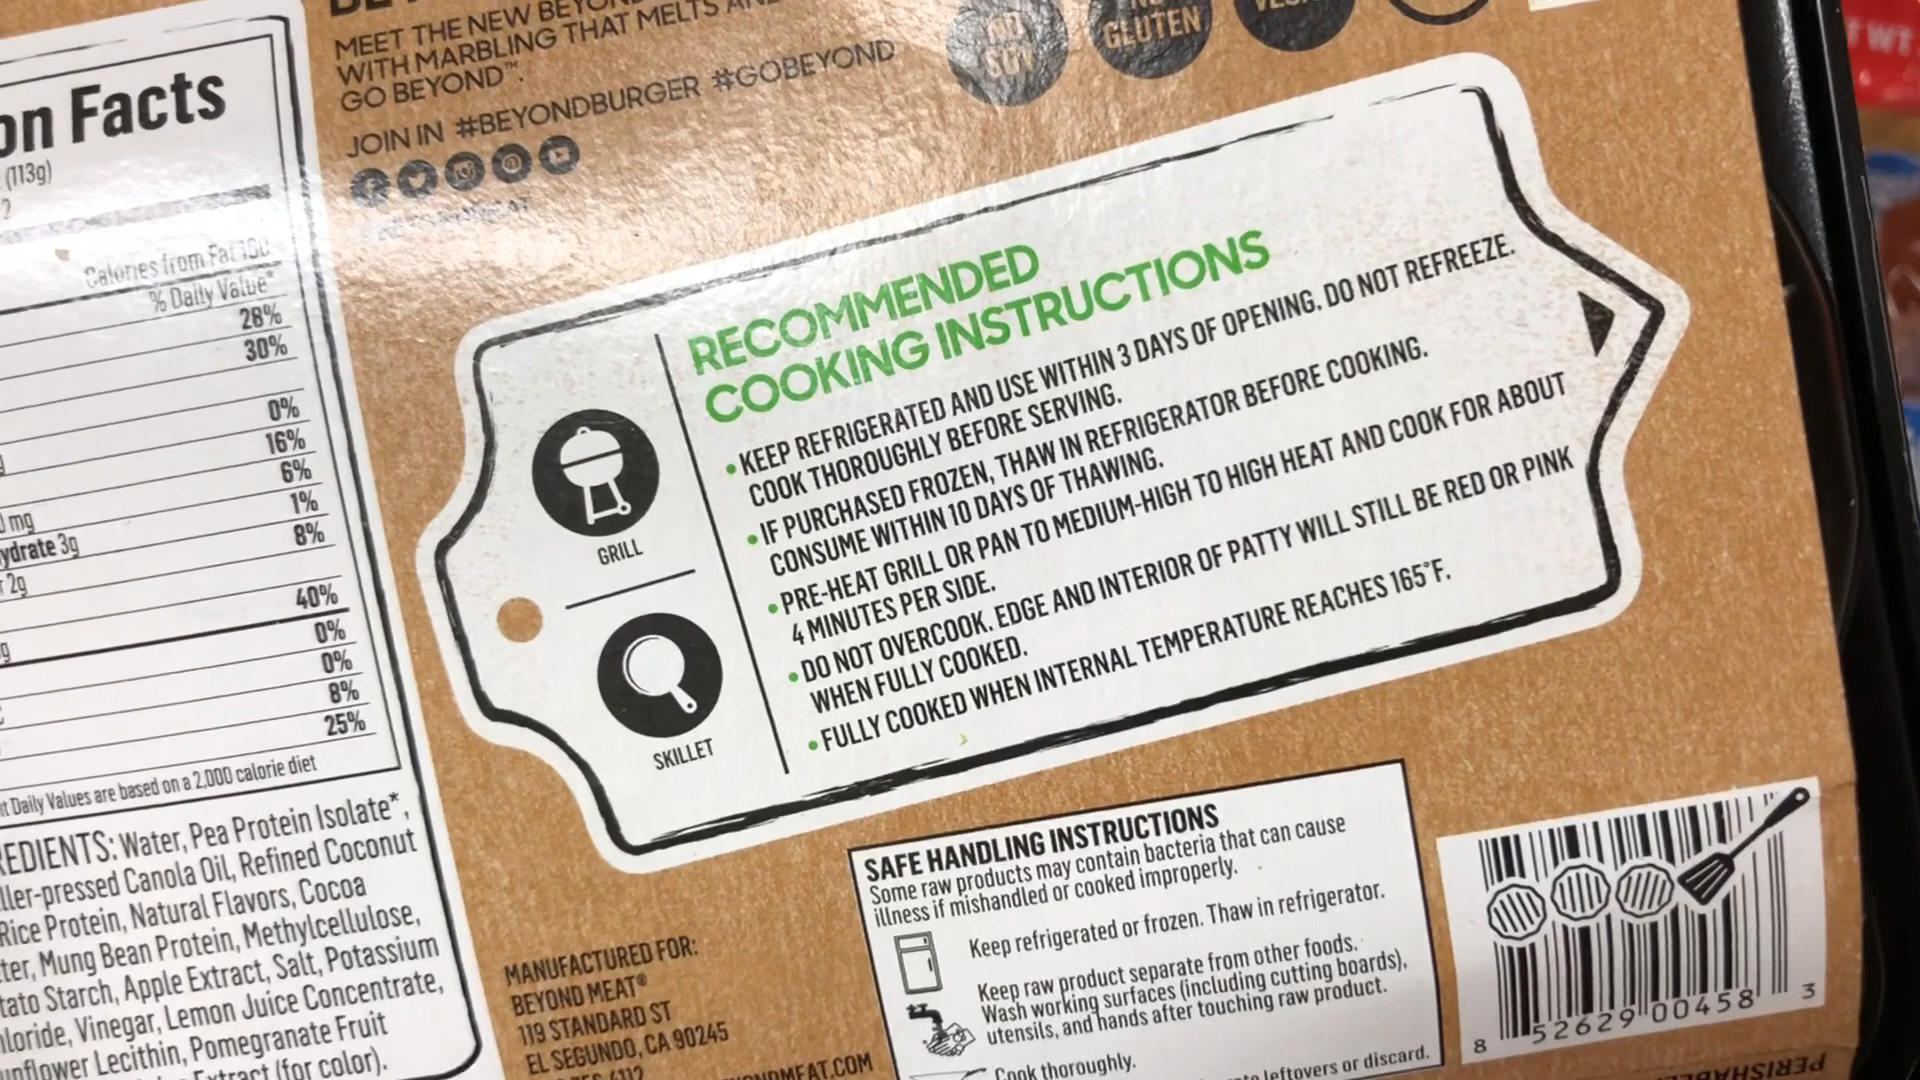 MEET THE NEW
WITH MARBLING THAT MELTS
GO BEYOND™.
JOIN IN #BEYONDBURGER #GOBEYOND
NO
SOY
GLUTEN
on Facts
(113g)
2
Calories from Fat
% Daily Value*
28%
30%
0%
16%
6%
mg
1%
ydrate 3g
8%
2g
40%
0%
0%
8%
25%
Daily Values are based on a 2,000 calorie diet
EDIENTS: Water, Pea Protein Isolate*,
ller-pressed Canola Oil, Refined Coconut
Rice Protein, Natural Flavors, Cocoa
ter, Mung Bean Protein, Methylcellulose,
tato Starch, Apple Extract, Salt, Potassium
loride, Vinegar, Lemon Juice Concentrate,
nflower Lecithin, Pomegranate Fruit
Extract (for color).
RECOMMENDED
COOKING INSTRUCTIONS
GRILL
SKILLET
• KEEP REFRIGERATED AND USE WITHIN 3 DAYS OF OPENING. DO NOT REFREEZE.
COOK THOROUGHLY BEFORE SERVING.
• IF PURCHASED FROZEN, THAW IN REFRIGERATOR BEFORE COOKING.
CONSUME WITHIN 10 DAYS OF THAWING.
• PRE-HEAT GRILL OR PAN TO MEDIUM-HIGH TO HIGH HEAT AND COOK FOR ABOUT
4 MINUTES PER SIDE.
• DO NOT OVERCOOK. EDGE AND INTERIOR OF PATTY WILL STILL BE RED OR PINK
WHEN FULLY COOKED.
• FULLY COOKED WHEN INTERNAL TEMPERATURE REACHES 165°F.
MANUFACTURED FOR:
BEYOND MEAT®
119 STANDARD ST
EL SEGUNDO, CA 90245
SAFE HANDLING INSTRUCTIONS
Some raw products may contain bacteria that can cause
illness if mishandled or cooked improperly.
Keep refrigerated or frozen. Thaw in refrigerator.
Keep raw product separate from other foods.
Wash working surfaces (including cutting boards),
utensils, and hands after touching raw product.
Cook thoroughly.
leftovers or discard.
8 52629 00458 3